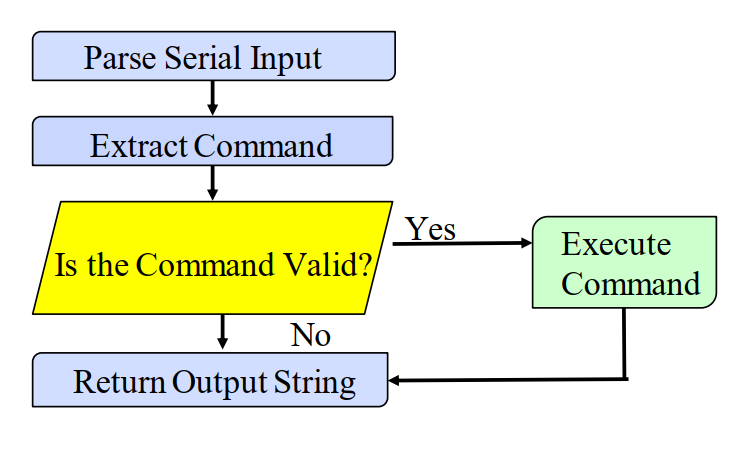 Parse Serial Input
Extract Command
Is the Command Valid?
Yes
Execute
Command
No
Return Output String